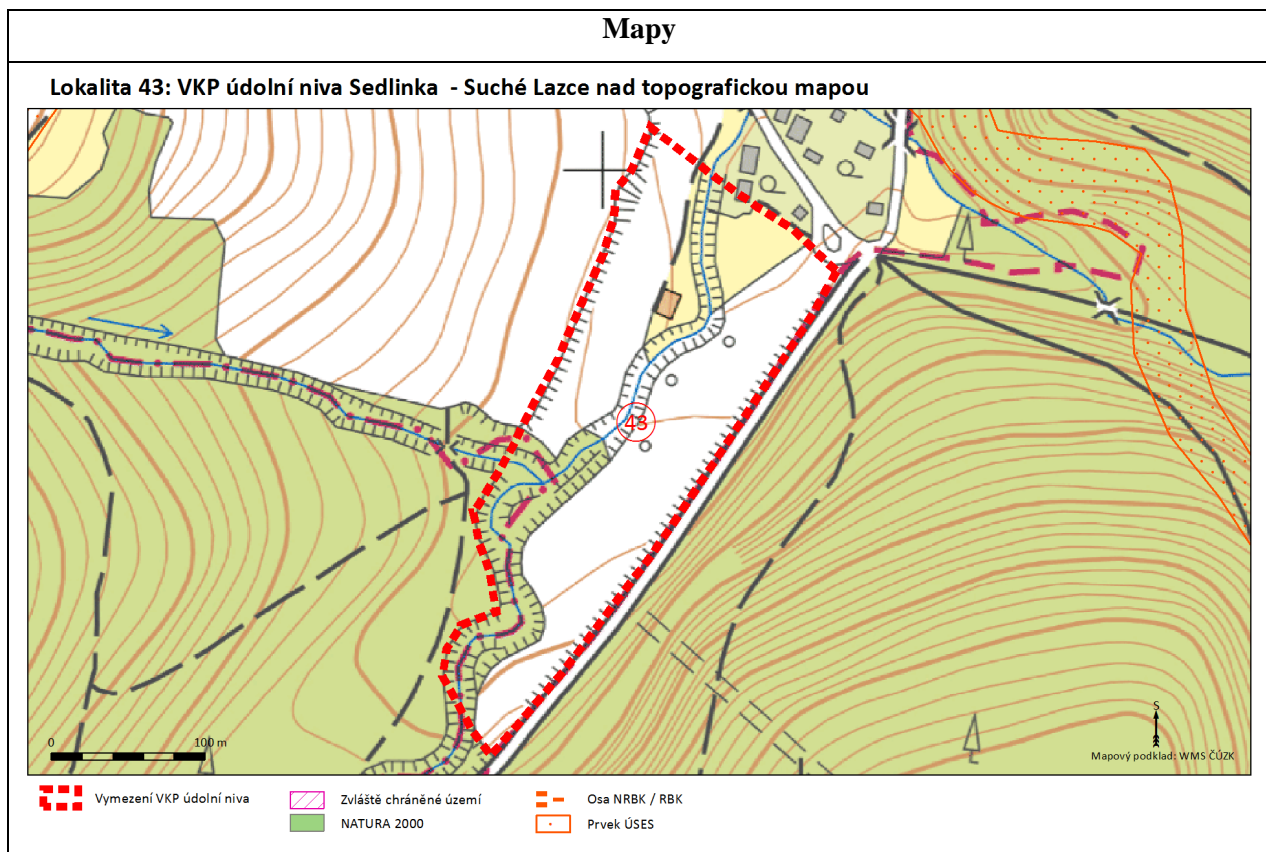 Mapy
Lokalita 43: VKP údolní niva Sedlinka - Suché Lazce nad topografickou mapou
43
S
0 100 m
Mapový podklad: WMS ČÚZK
Vymezení VKP údolní niva
Zvláště chráněné území
Osa NRBK / RBK
NATURA 2000
Prvek ÚSES